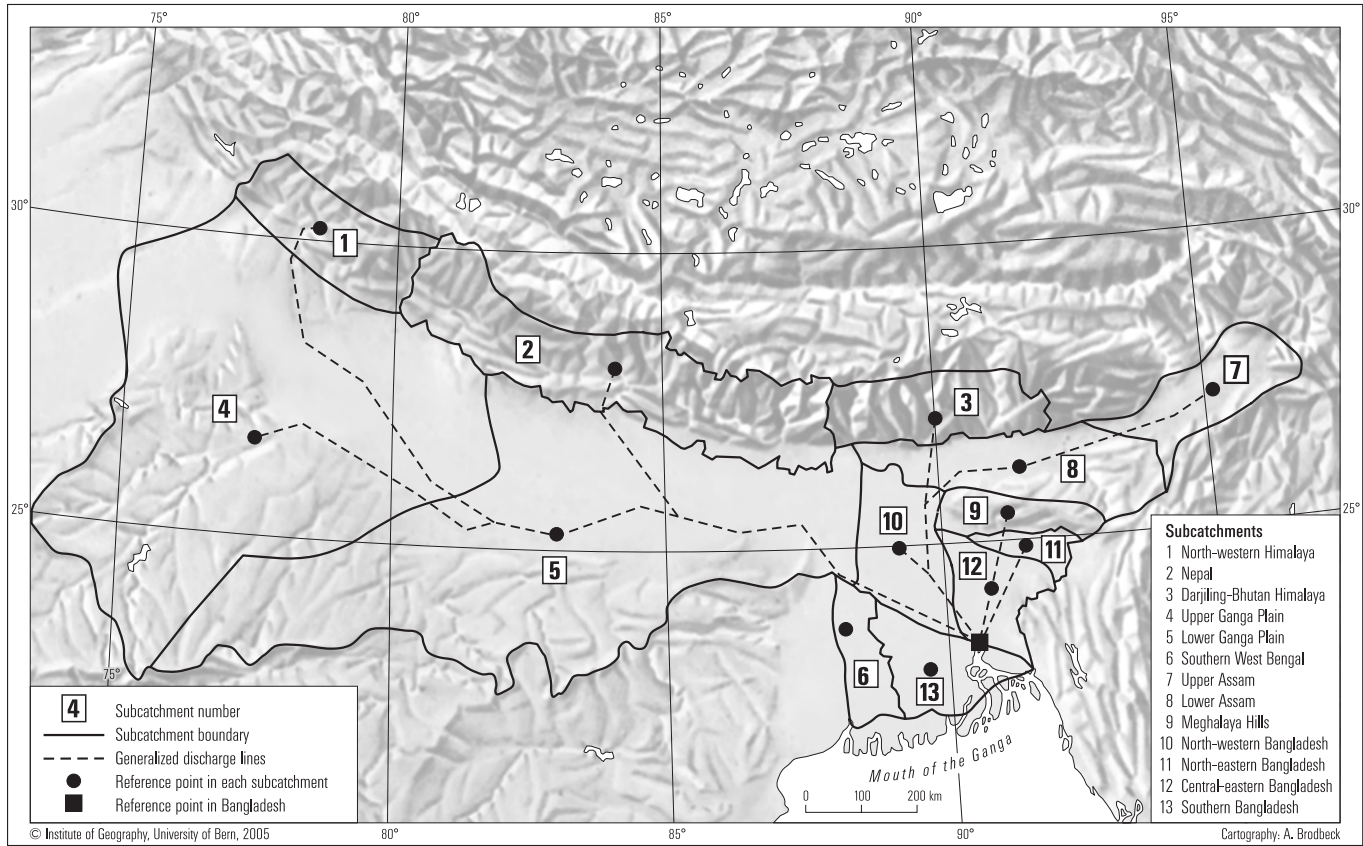 75° 80° 85° 90° 95°
30° 30°
1
2
7
3
4
8
25° 25°
9
10
11
12
5
6
13
75°
Mouth of the Ganga
0 100 200 km
4 Subcatchment number
Subcatchment boundary
Generalized discharge lines
Reference point in each subcatchment
Reference point in Bangladesh
Subcatchments
1 North-western Himalaya
2 Nepal
3 Darjiling-Bhutan Himalaya
4 Upper Ganga Plain
5 Lower Ganga Plain
6 Southern West Bengal
7 Upper Assam
8 Lower Assam
9 Meghalaya Hills
10 North-western Bangladesh
11 North-eastern Bangladesh
12 Central-eastern Bangladesh
13 Southern Bangladesh
© Institute of Geography, University of Bern, 2005 80° 85° 90° Cartography: A. Brodbeck